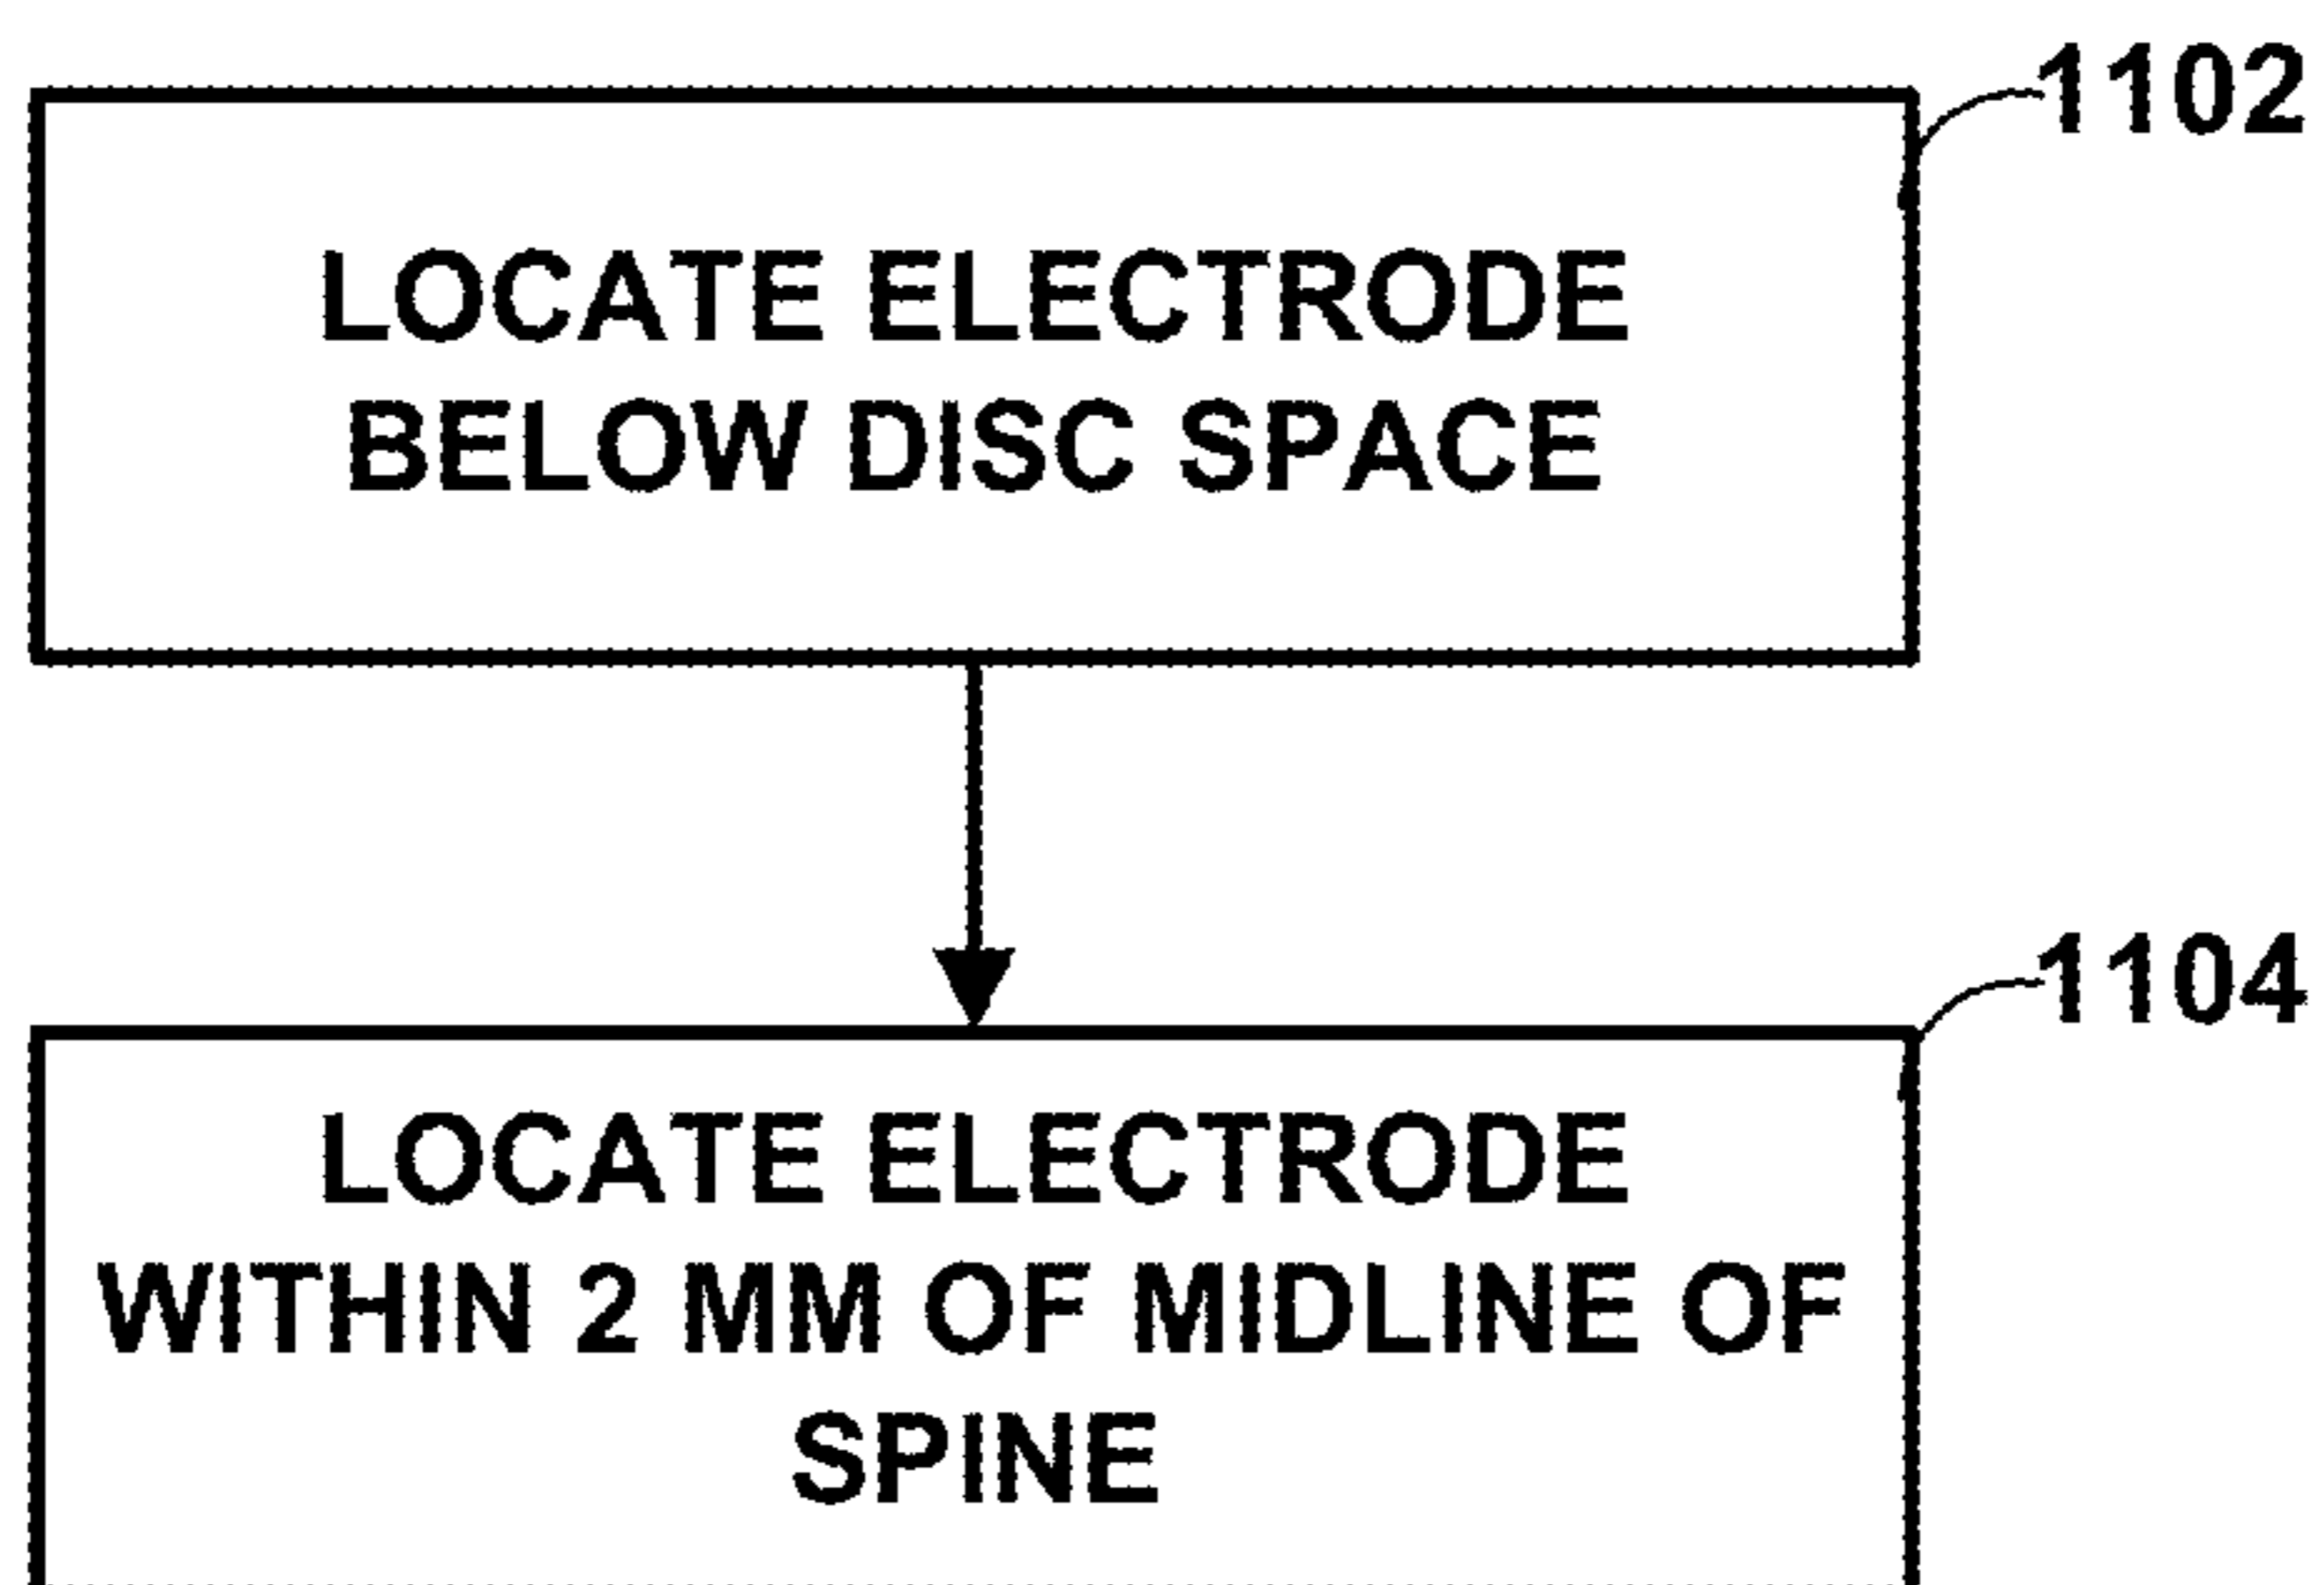 1102
LOCATE ELECTRODE
BELOW DISC SPACE
1104
LOCATE ELECTRODE
WITHIN 2 MM OF MIDLINE OF
SPINE